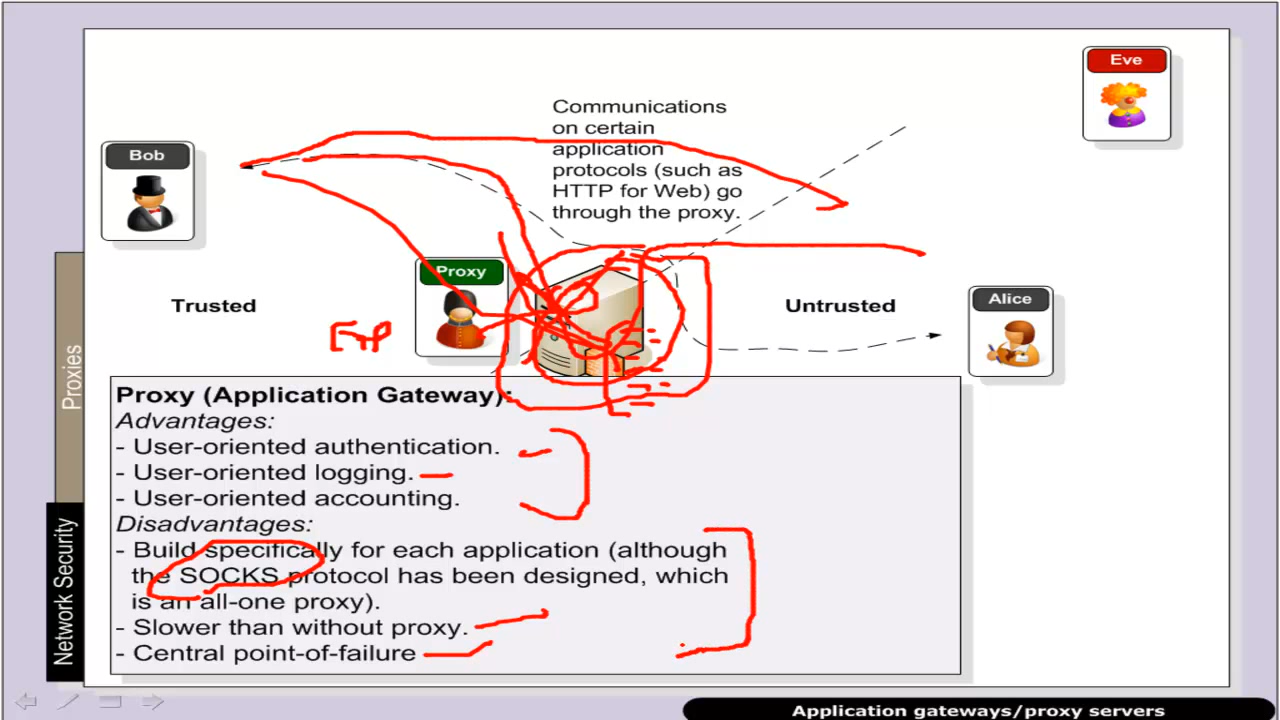 Eve
Communications
on certain
application
protocols (such as
HTTP for Web) go
through the proxy.
Bob
Proxy
Trusted
Untrusted
Alice
Proxies
Proxy (Application Gateway):
Advantages:
- User-oriented authentication.
- User-oriented logging.
- User-oriented accounting.
Disadvantages:
- Build specifically for each application (although
the SOCKS protocol has been designed, which
is an all-one proxy).
- Slower than without proxy.
- Central point-of-failure
Network Security
Application gateways/proxy servers